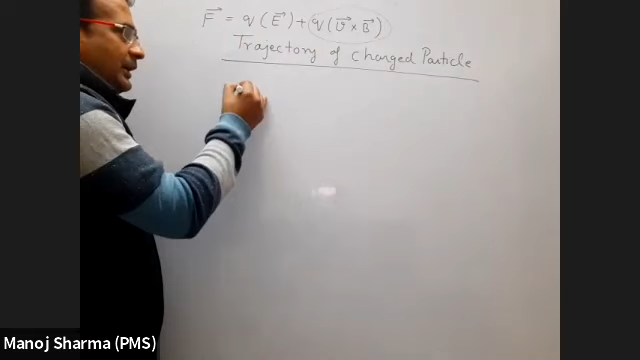 F⃗ = q (E⃗) + q (v⃗ × B⃗)
Trajectory of Charged Particle
Manoj Sharma (PMS)